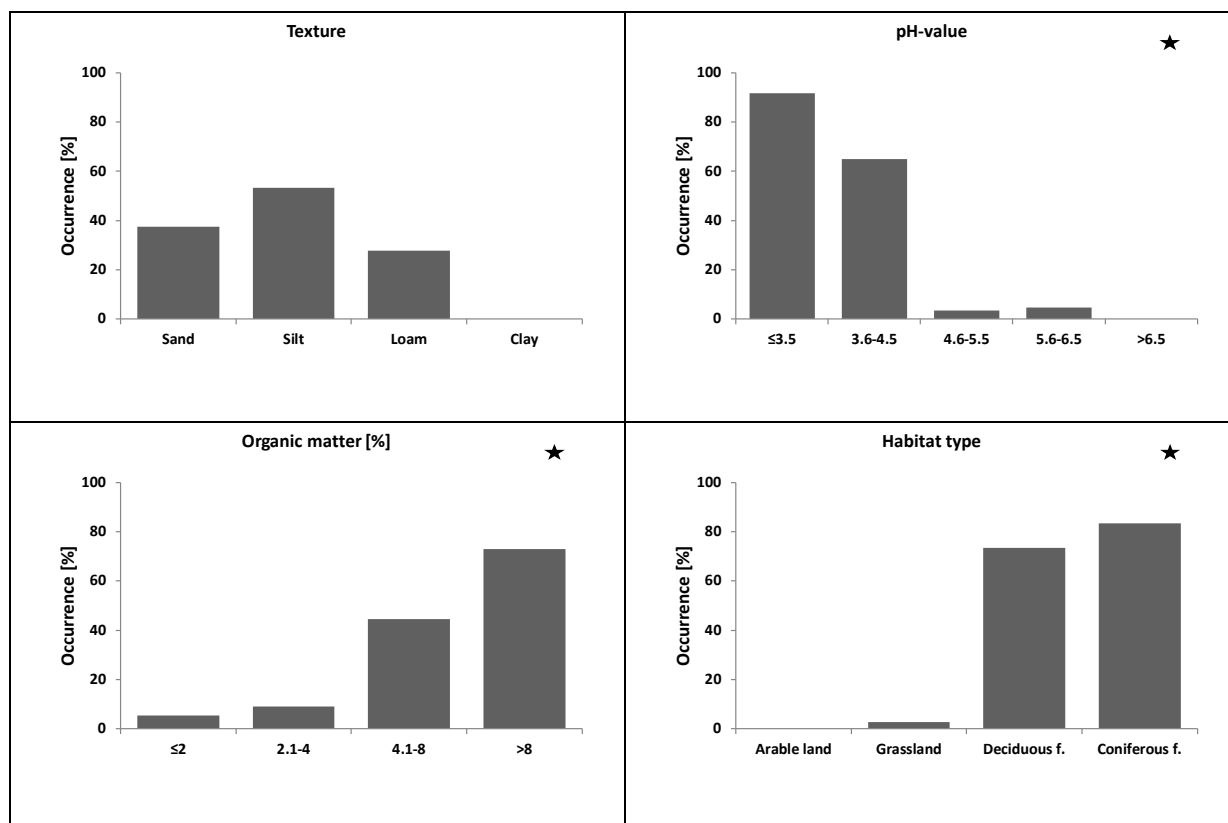 Texture
Occurrence [%]
100
80
60
40
20
0
Sand Silt Loam Clay
pH-value
Occurrence [%]
100
80
60
40
20
0
≤3.5 3.6-4.5 4.6-5.5 5.6-6.5 >6.5
Organic matter [%]
Occurrence [%]
100
80
60
40
20
0
≤2 2.1-4 4.1-8 >8
Habitat type
Occurrence [%]
100
80
60
40
20
0
Arable land Grassland Deciduous f. Coniferous f.